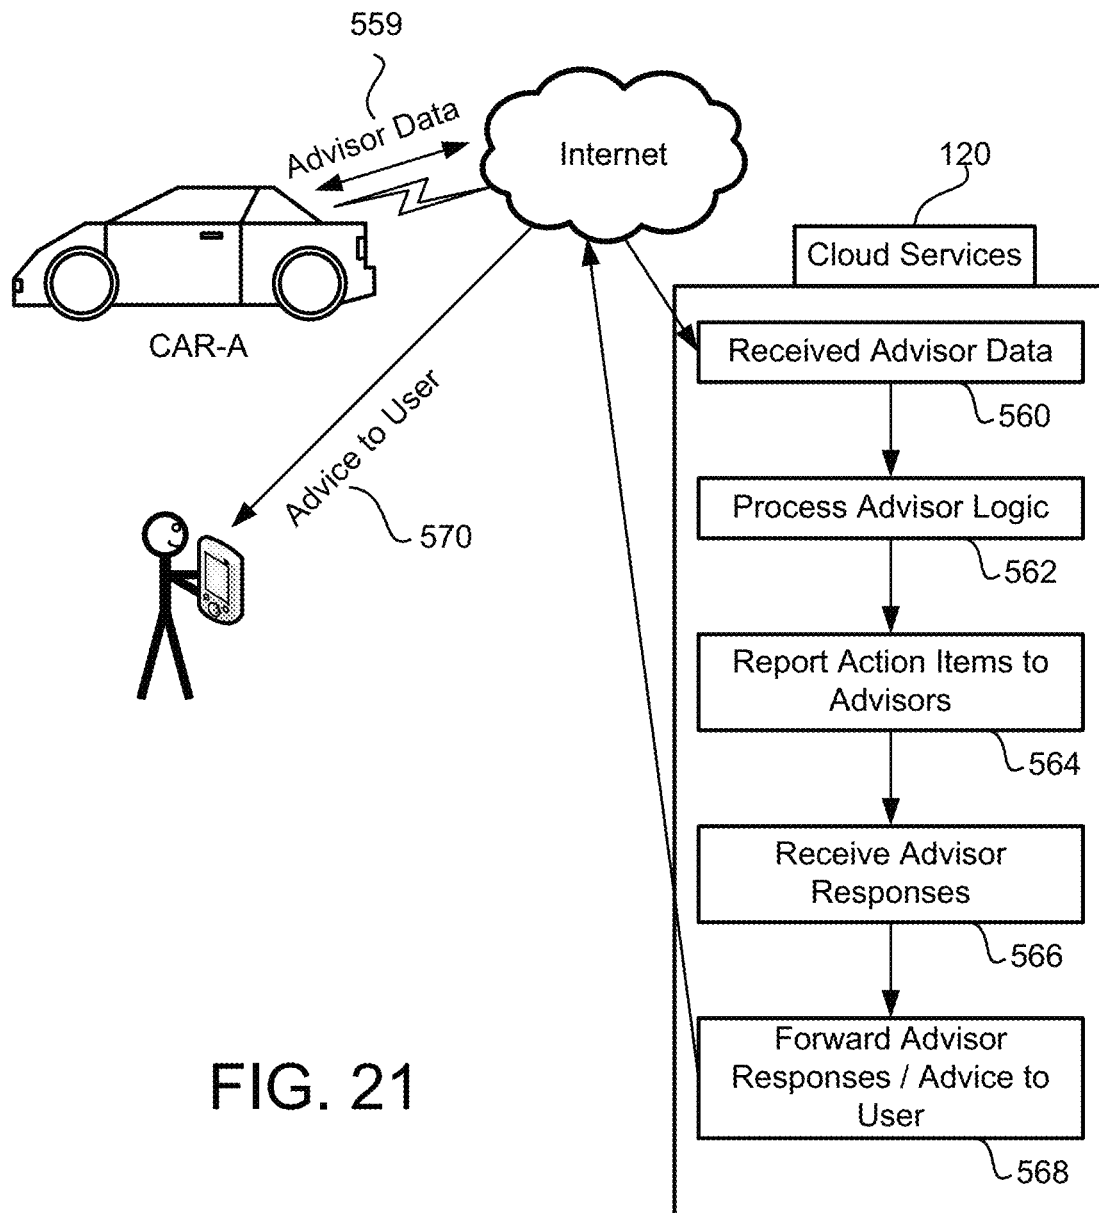 559
Advisor Data
Internet
120
Cloud Services
CAR-A
Received Advisor Data
560
Advice to User
570
Process Advisor Logic
562
Report Action Items to
Advisors
564
Receive Advisor
Responses
566
Forward Advisor
Responses / Advice to
User
568
FIG. 21